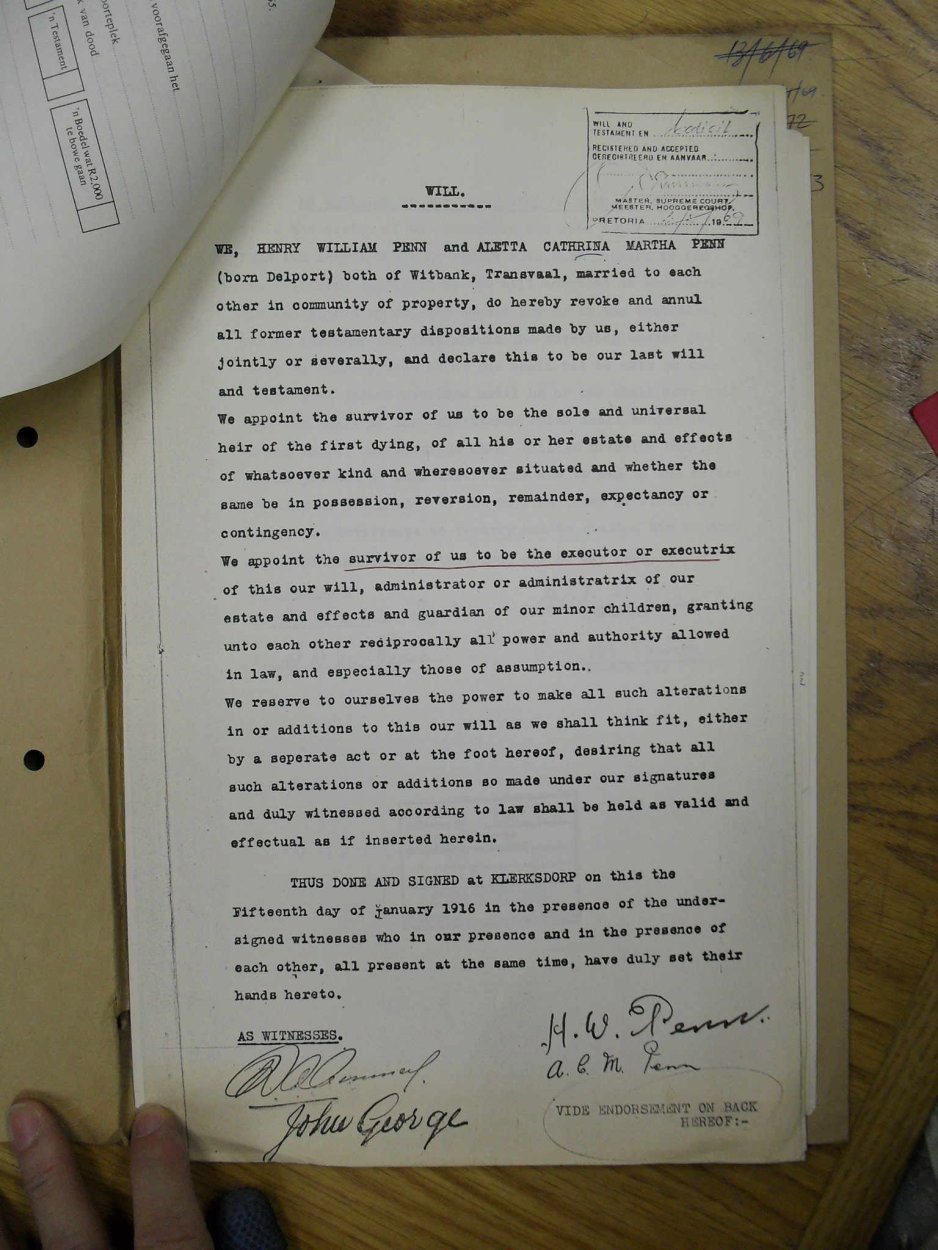 voorafgegaan het
orteplek
van dood
'n Testament
'n Boedel wat R2,000
te bowe gaan
13/6/69
WILL AND
TESTAMENT EN Codicil
REGISTERED AND ACCEPTED
GEREGISTREERD EN AANVAAR
MASTER, SUPREME COURT,
MEESTER, HOOGGEREGSHOF,
PRETORIA 1969
WILL.
WE, HENRY WILLIAM PENN and ALETTA CATHRINA MARTHA PENN
(born Delport) both of Witbank, Transvaal, married to each
other in community of property, do hereby revoke and annul
all former testamentary dispositions made by us, either
jointly or severally, and declare this to be our last will
and testament.
We appoint the survivor of us to be the sole and universal
heir of the first dying, of all his or her estate and effects
of whatsoever kind and wheresoever situated and whether the
same be in possession, reversion, remainder, expectancy or
contingency.
We appoint the survivor of us to be the executor or executrix
of this our will, administrator or administratrix of our
estate and effects and guardian of our minor children, granting
unto each other reciprocally all power and authority allowed
in law, and especially those of assumption.
We reserve to ourselves the power to make all such alterations
in or additions to this our will as we shall think fit, either
by a seperate act or at the foot hereof, desiring that all
such alterations or additions so made under our signatures
and duly witnessed according to law shall be held as valid and
effectual as if inserted herein.
THUS DONE AND SIGNED at KLERKSDORP on this the
Fifteenth day of January 1916 in the presence of the under-
signed witnesses who in our presence and in the presence of
each other, all present at the same time, have duly set their
hands hereto.
AS WITNESSES.
H. W. Penn.
A. C. M. Penn
John George
VIDE ENDORSEMENT ON BACK
HEREOF:-